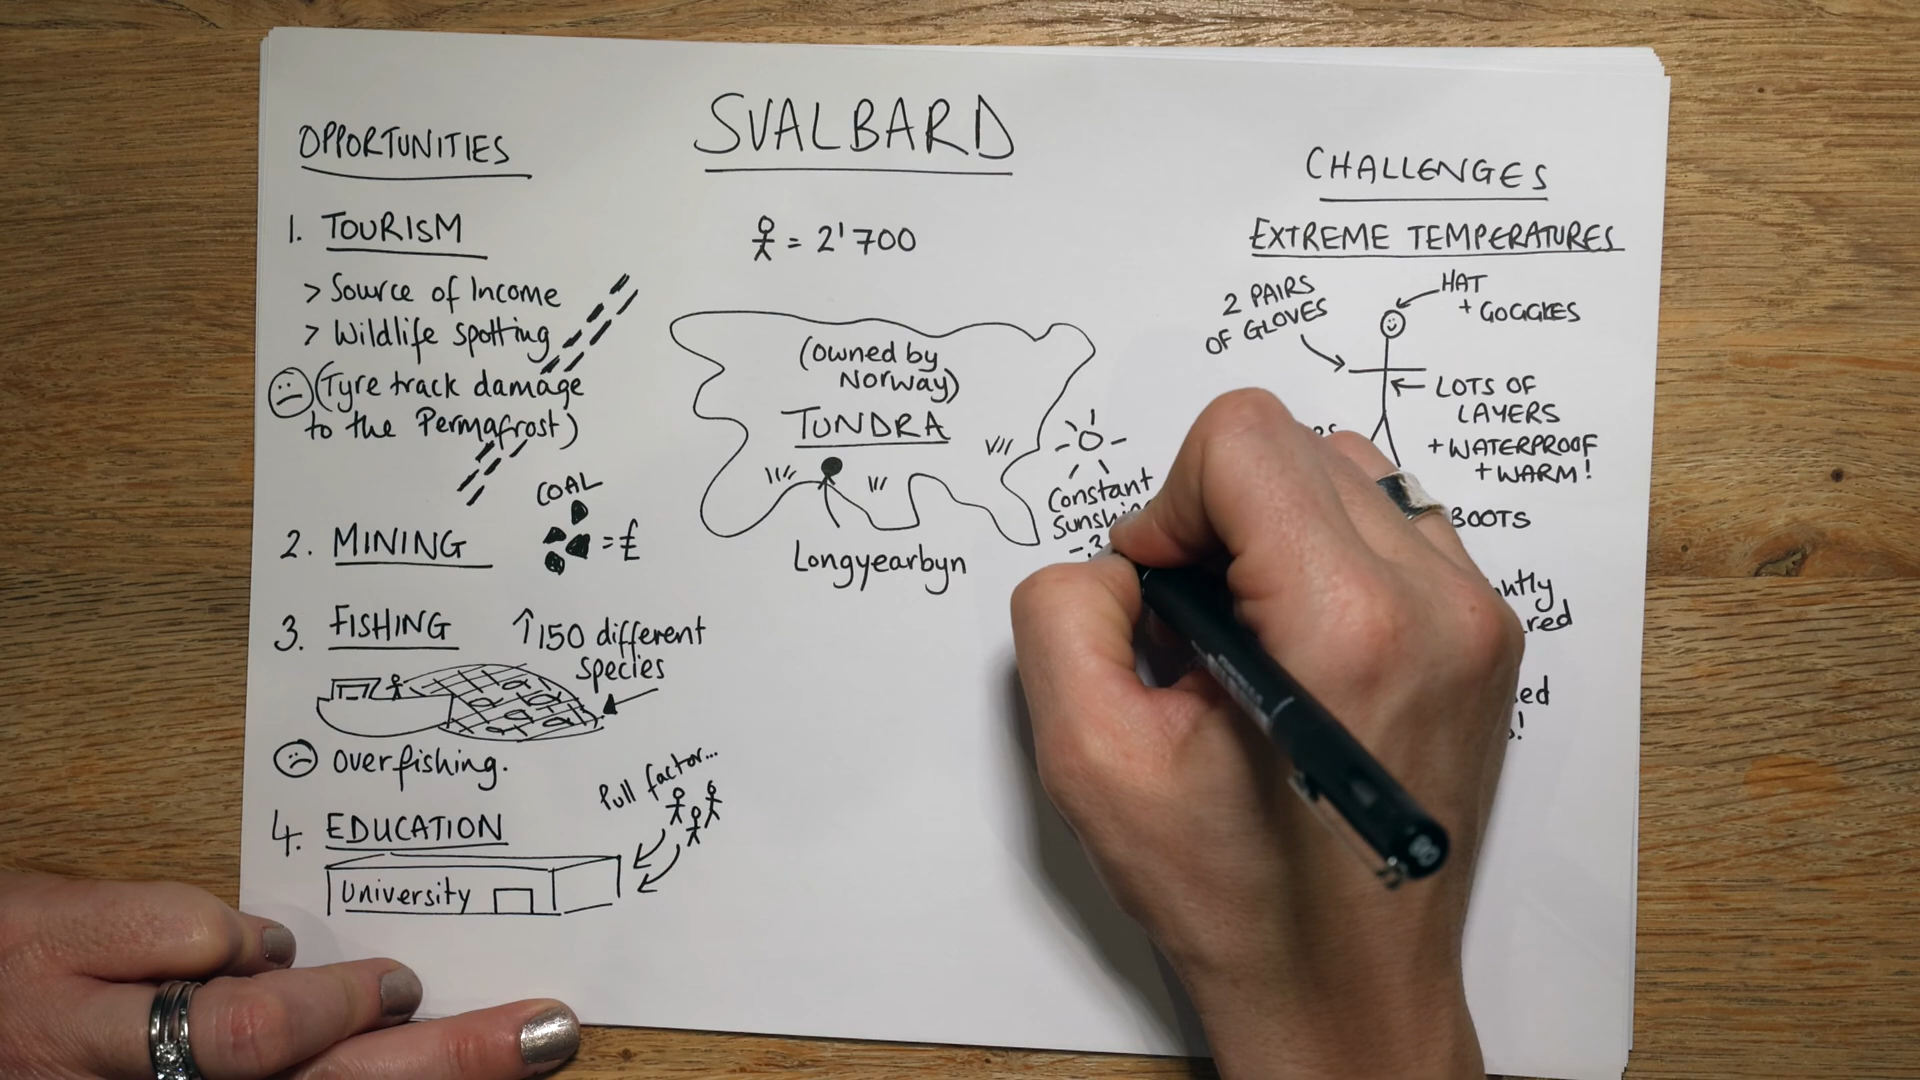 SVALBARD
= 2'700
OPPORTUNITIES
1. TOURISM
> Source of Income
> Wildlife spotting
(Tyre track damage
to the Permafrost)
2. MINING
COAL
= £
3. FISHING
↑150 different
species
overfishing.
4. EDUCATION
Pull factor...
University
(owned by
Norway)
TUNDRA
Longyearbyn
Constant
CHALLENGES
EXTREME TEMPERATURES
2 PAIRS
OF GLOVES
HAT
+ GOGGLES
LOTS OF
LAYERS
+ WATERPROOF
+ WARM!
BOOTS